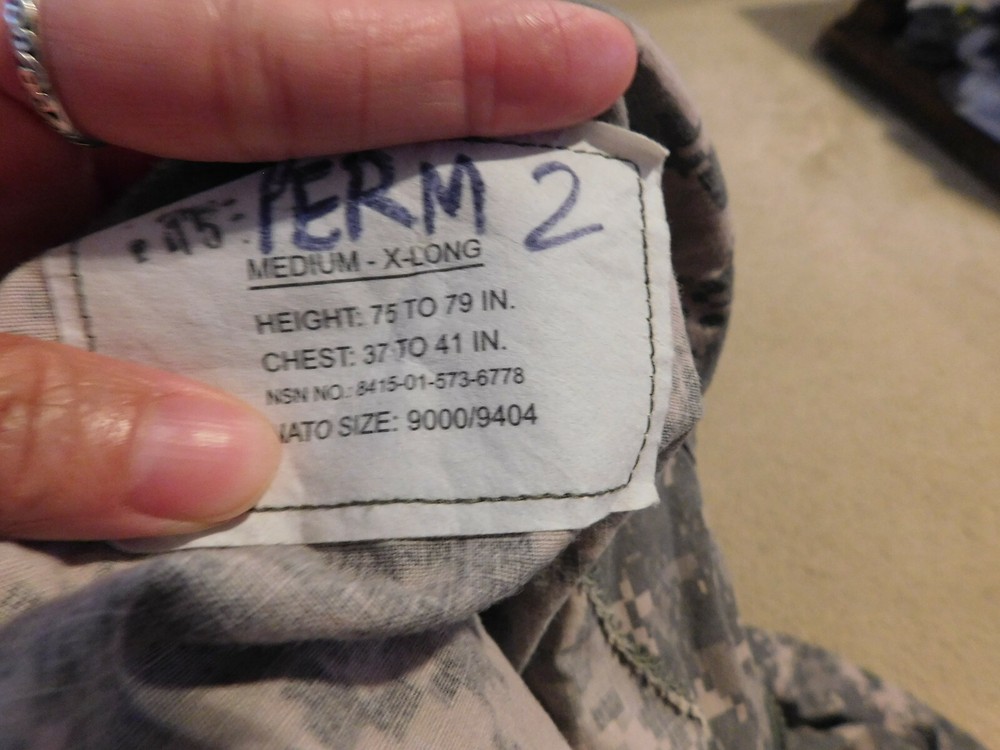 PERM 2
MEDIUM - X-LONG
HEIGHT: 75 TO 79 IN.
CHEST: 37 TO 41 IN.
NSN NO.: 8415-01-573-6778
NATO SIZE: 9000/9404